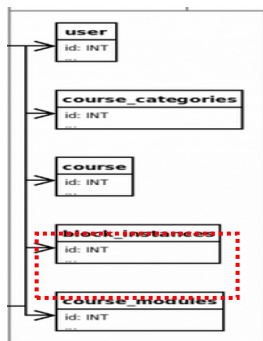 user
id: INT
...
course_categories
id: INT
...
course
id: INT
...
block_instances
id: INT
course_modules
id: INT
...